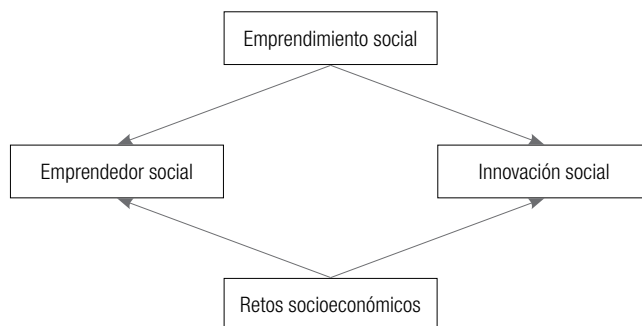 Emprendimiento social
Emprendedor social
Innovación social
Retos socioeconómicos